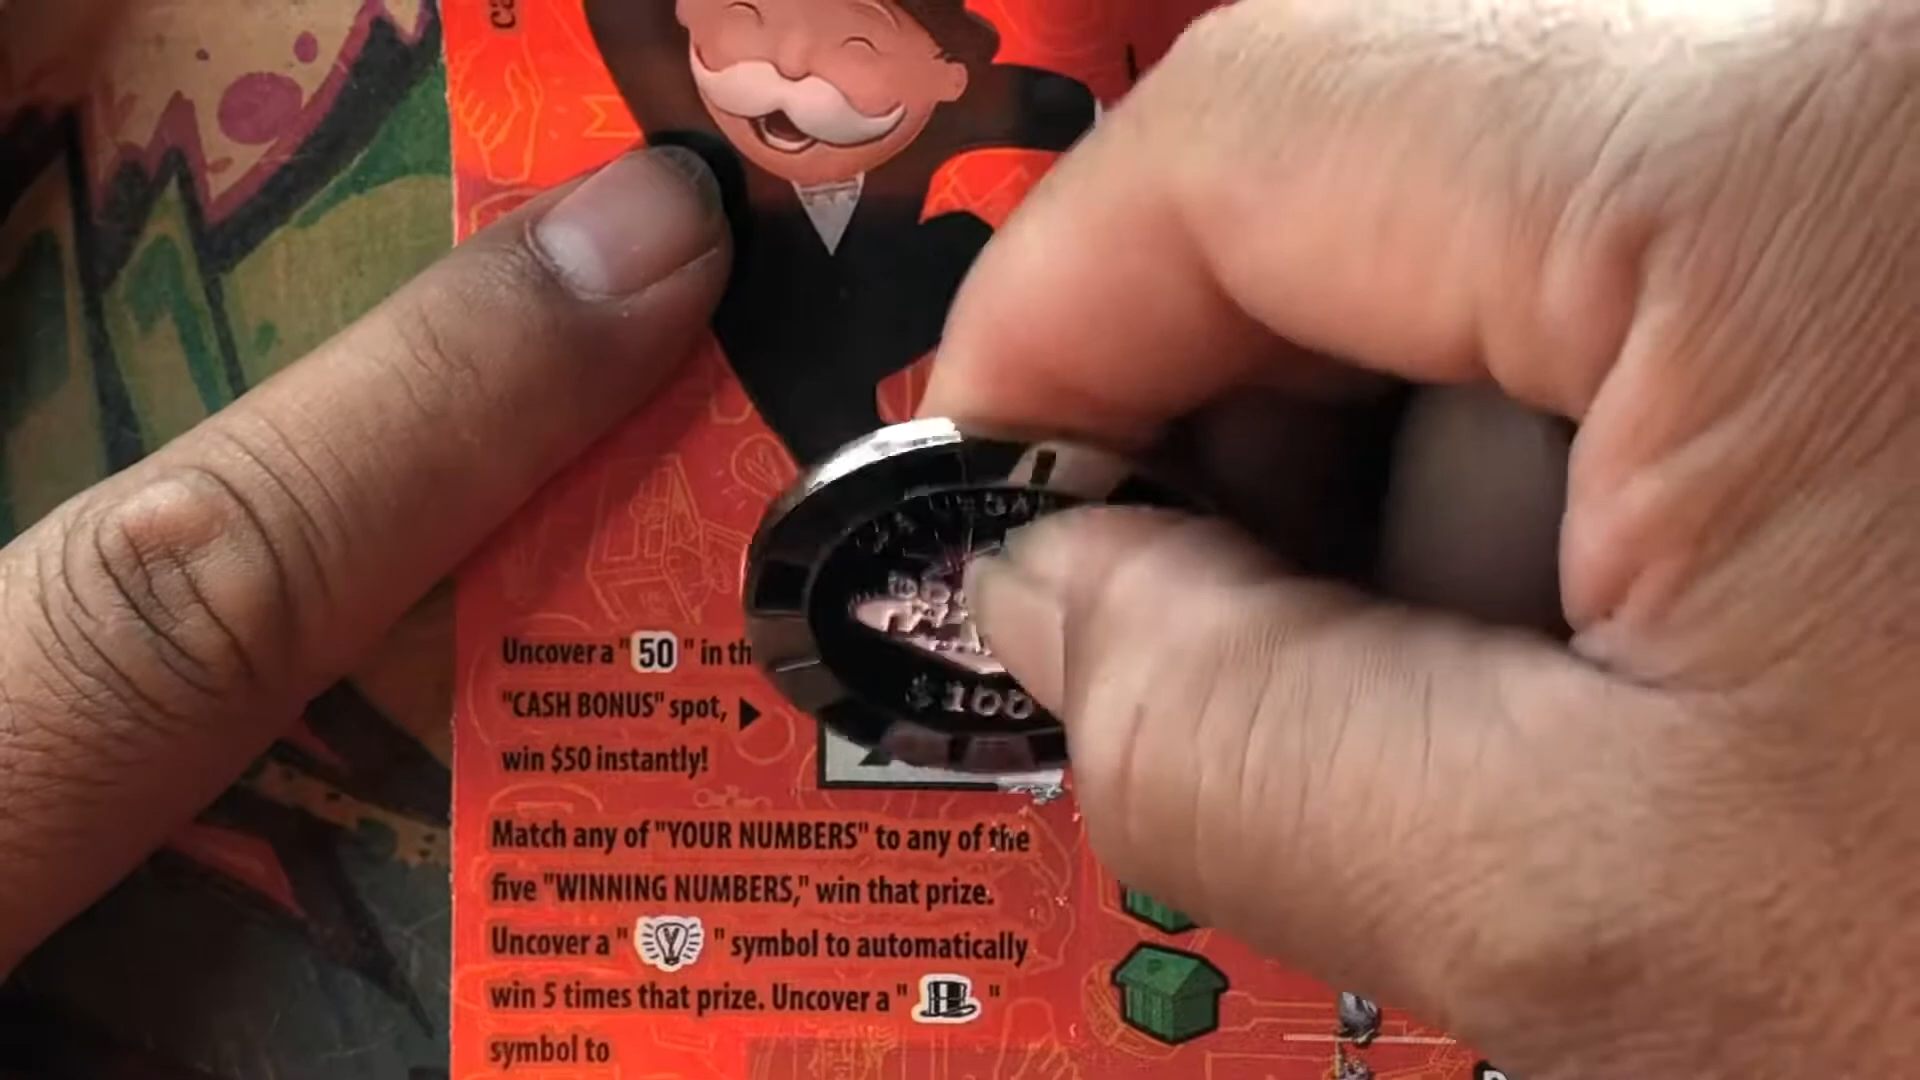 ca
$100
Uncover a "50" in th
"CASH BONUS" spot,
win $50 instantly!
Match any of "YOUR NUMBERS" to any of the
five "WINNING NUMBERS," win that prize.
Uncover a " " symbol to automatically
win 5 times that prize. Uncover a " "
symbol to